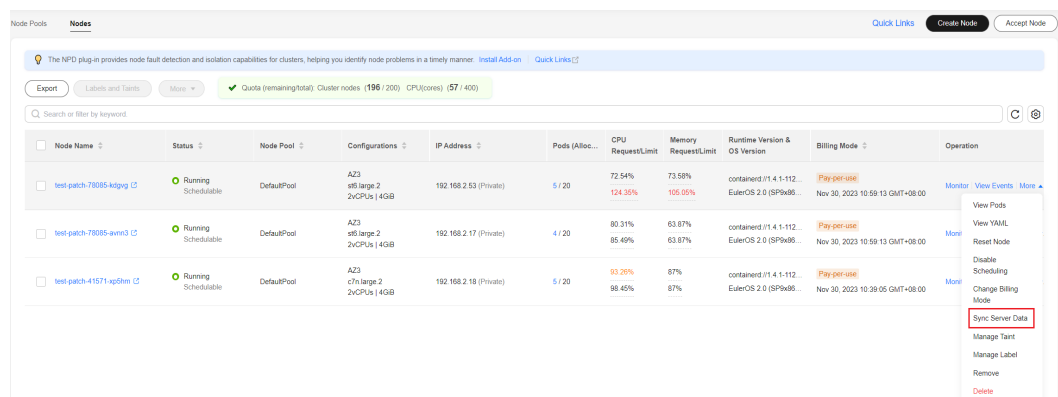 Node Pools Nodes Quick Links Create Node Accept Node
The NPD plug-in provides node fault detection and isolation capabilities for clusters, helping you identify node problems in a timely manner. Install Add-on Quick Links
Export Labels and Taints More Quota (remaining/total): Cluster nodes (196 / 200) CPU(cores) (57 / 400)
Search or filter by keyword.
Node Name Status Node Pool Configurations IP Address Pods (Alloc... CPU Request/Limit Memory Request/Limit Runtime Version & OS Version Billing Mode Operation
test-patch-78085-kdgvg Running Schedulable DefaultPool AZ3 st6.large.2 2vCPUs | 4GiB 192.168.2.53 (Private) 5 / 20 72.54% 124.35% 73.58% 105.05% containerd://1.4.1-112... EulerOS 2.0 (SP9x86... Pay-per-use Nov 30, 2023 10:59:13 GMT+08:00 Monitor View Events More
test-patch-78085-avnn3 Running Schedulable DefaultPool AZ3 st6.large.2 2vCPUs | 4GiB 192.168.2.17 (Private) 4 / 20 80.31% 85.49% 63.87% 63.87% containerd://1.4.1-112... EulerOS 2.0 (SP9x86... Pay-per-use Nov 30, 2023 10:59:13 GMT+08:00
test-patch-41571-xp5hm Running Schedulable DefaultPool AZ3 c7n.large.2 2vCPUs | 4GiB 192.168.2.18 (Private) 5 / 20 93.26% 98.45% 87% 87% containerd://1.4.1-112... EulerOS 2.0 (SP9x86... Pay-per-use Nov 30, 2023 10:39:05 GMT+08:00
View Pods
View YAML
Reset Node
Disable
Scheduling
Change Billing
Mode
Sync Server Data
Manage Taint
Manage Label
Remove
Delete